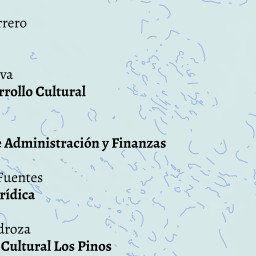 rrero
va
rrollo Cultural
Administración y Finanzas
Fuentes
rídica
droza
Cultural Los Pinos